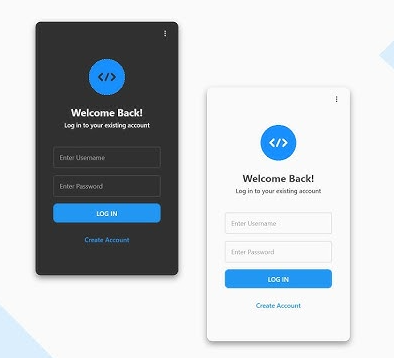 </>
Welcome Back!
Log in to your existing account
Enter Username
Enter Password
LOG IN
Create Account
</>
Welcome Back!
Log in to your existing account
Enter Username
Enter Password
LOG IN
Create Account